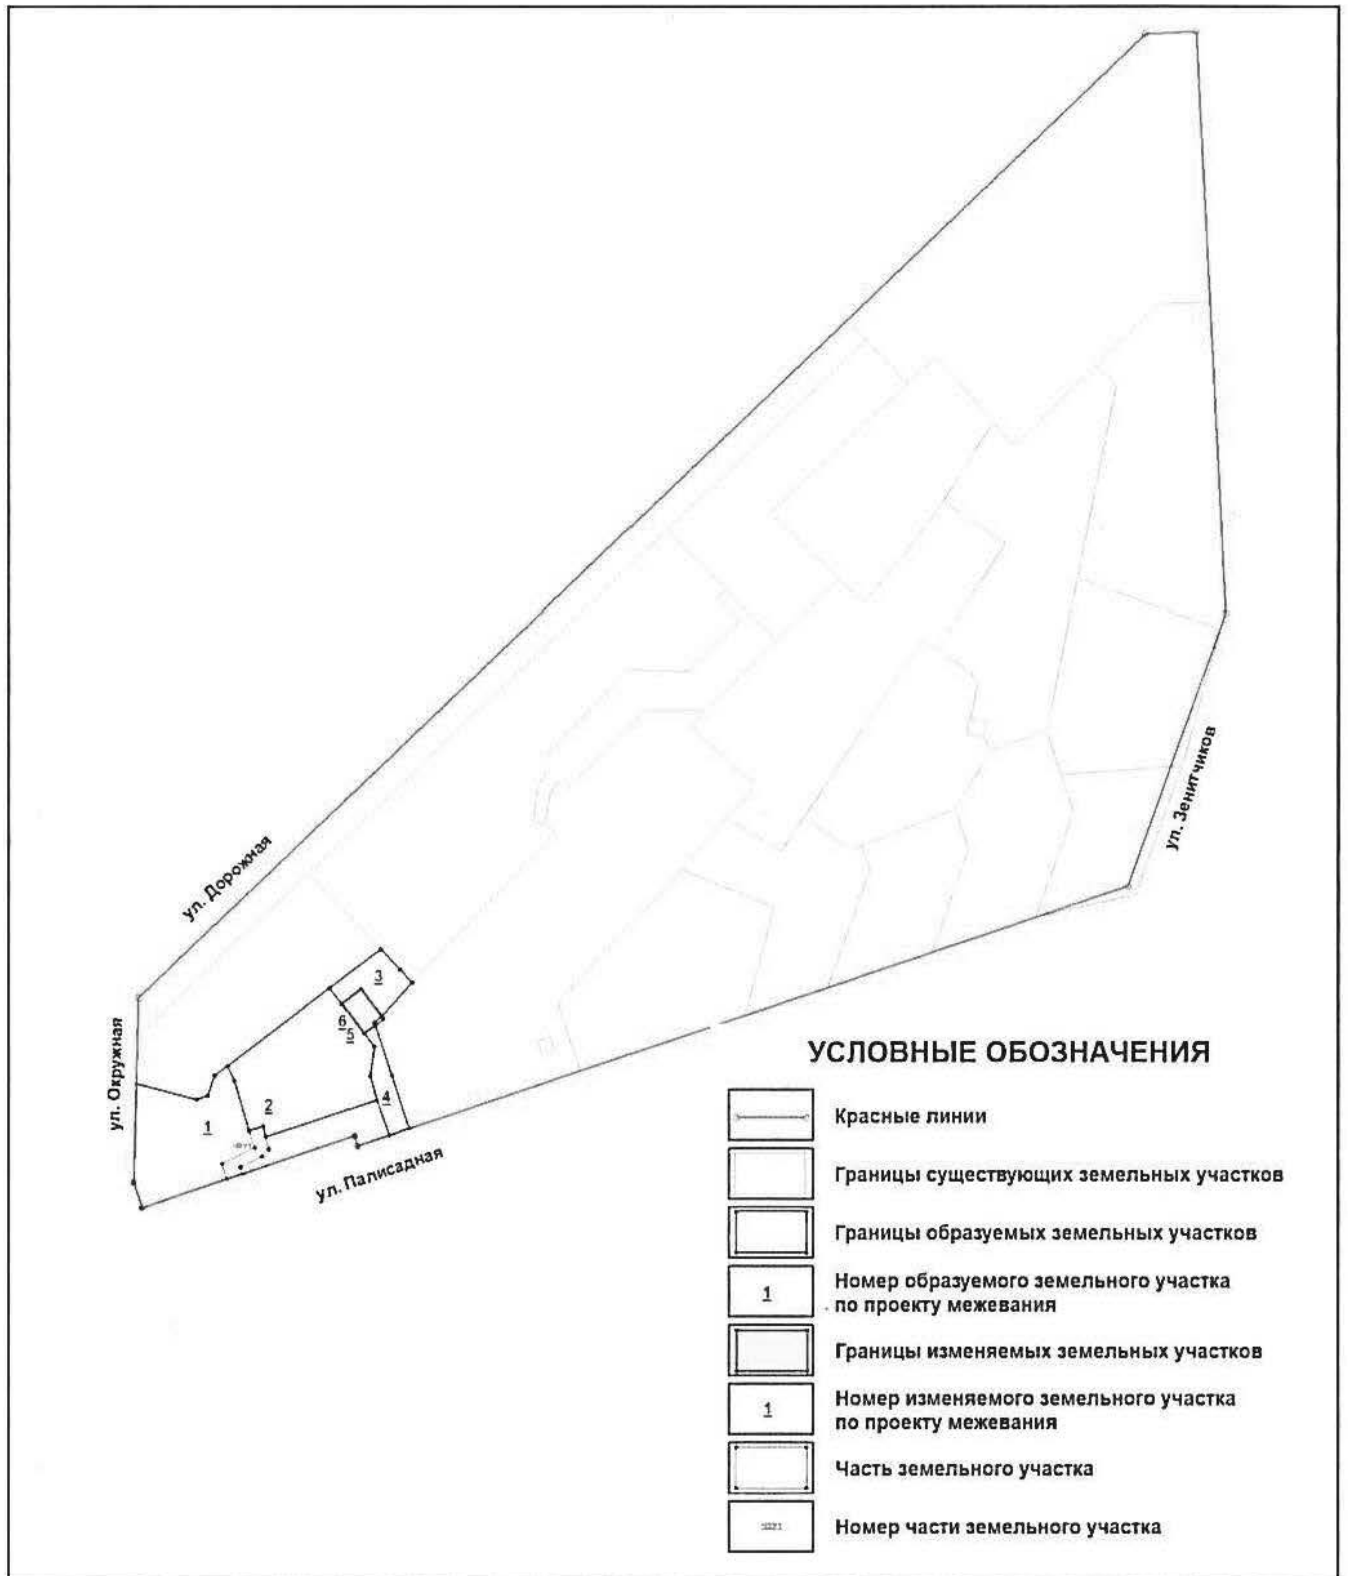 ул. Зенитчиков
ул. Дорожная
3
6
5
ул. Окружная
4
2
1
ул. Палисадная
УСЛОВНЫЕ ОБОЗНАЧЕНИЯ
Красные линии
Границы существующих земельных участков
Границы образуемых земельных участков
1
Номер образуемого земельного участка
по проекту межевания
Границы изменяемых земельных участков
1
Номер изменяемого земельного участка
по проекту межевания
Часть земельного участка
Номер части земельного участка